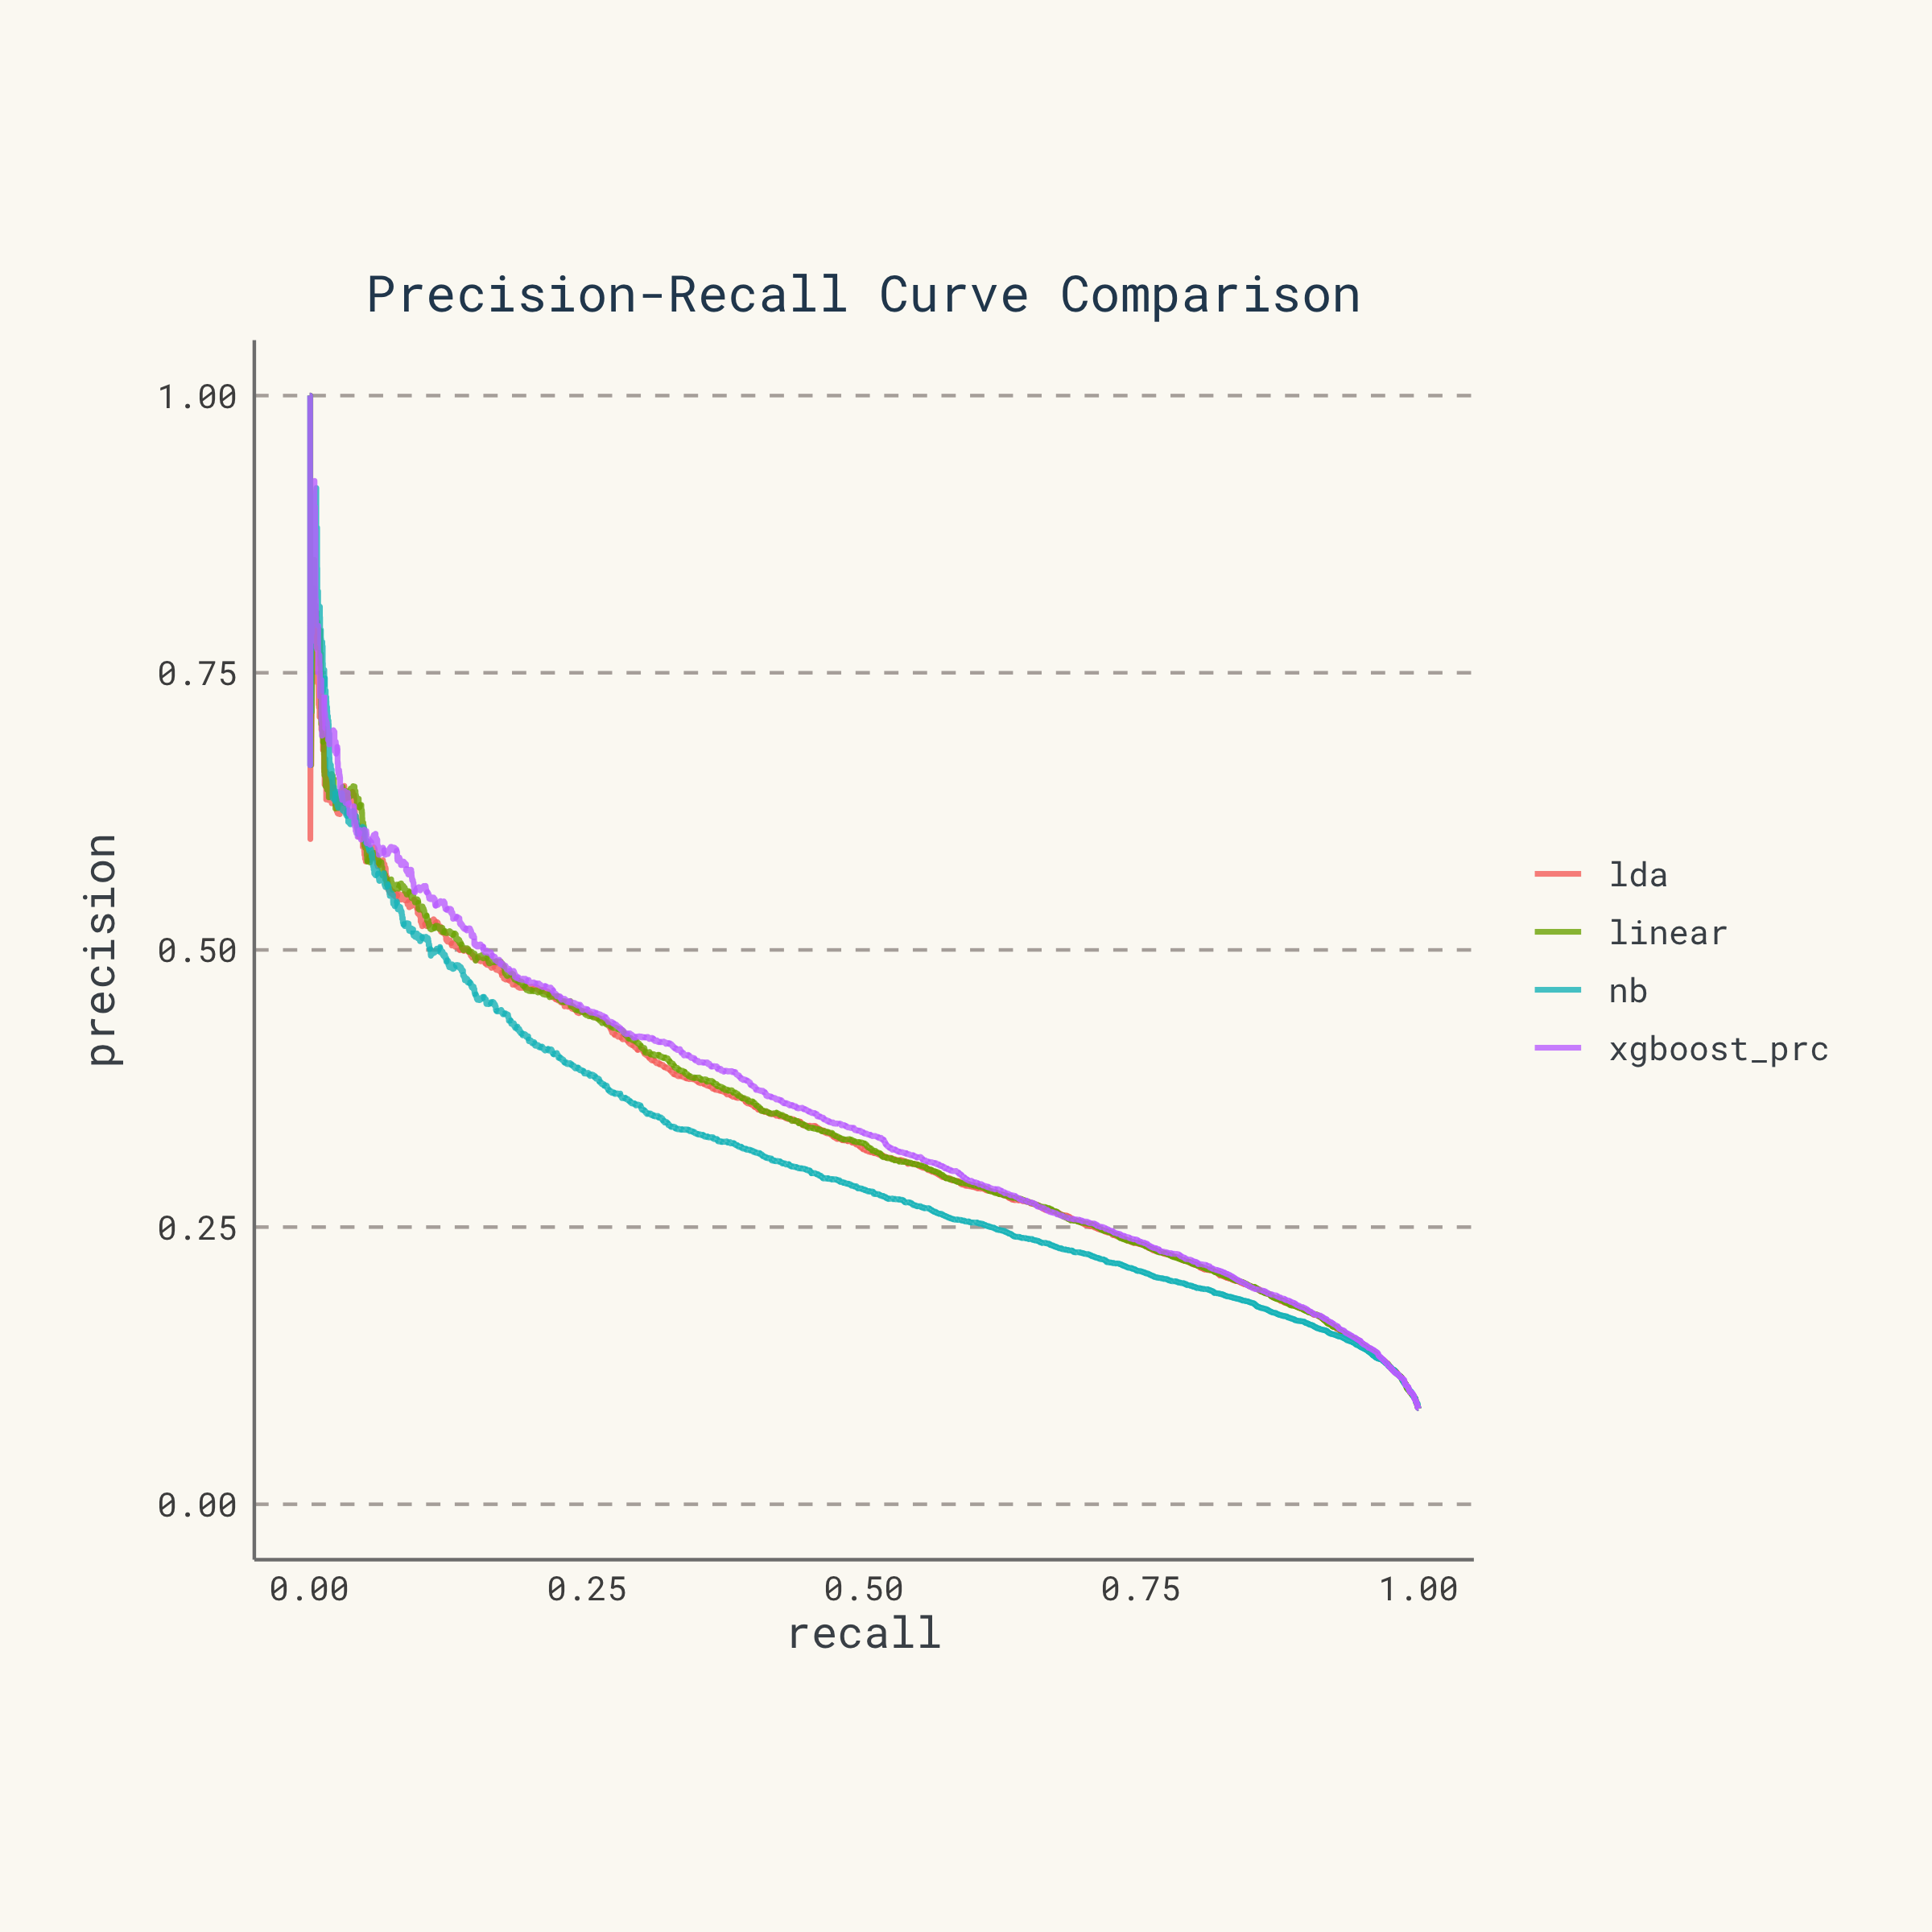 Precision-Recall Curve Comparison
precision
1.00
0.75
0.50
0.25
0.00
0.00 0.25 0.50 0.75 1.00
recall
lda
linear
nb
xgboost_prc